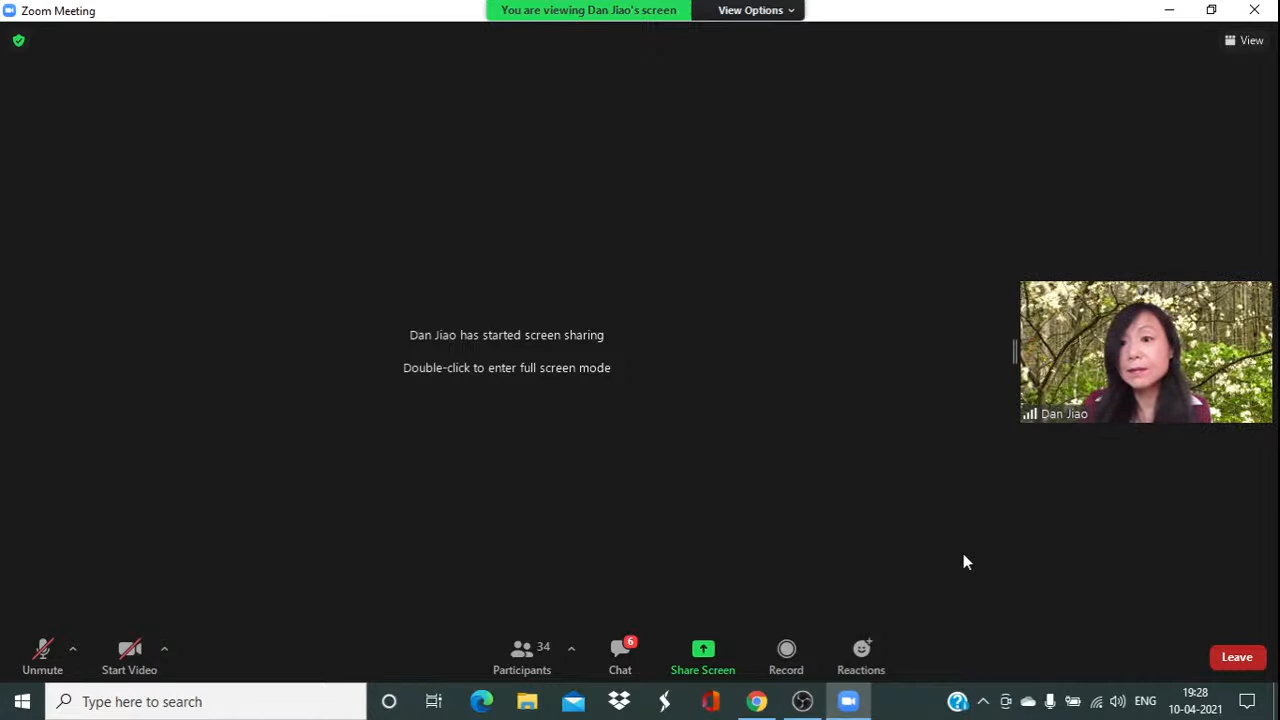 Zoom Meeting
You are viewing Dan Jiao's screen
View Options
View
Dan Jiao has started screen sharing
Double-click to enter full screen mode
Dan Jiao
Unmute
Start Video
34
Participants
6
Chat
Share Screen
Record
Reactions
Leave
Type here to search
ENG
19:28
10-04-2021